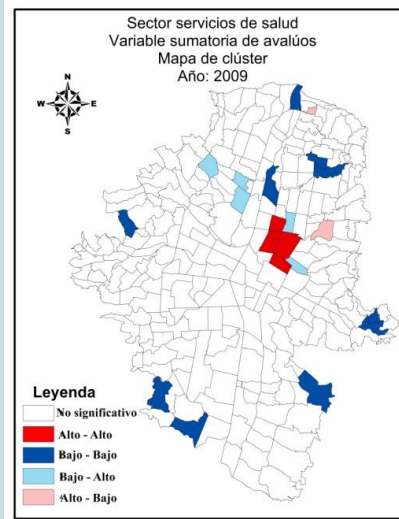 Sector servicios de salud
Variable sumatoria de avalúos
Mapa de clúster
Año: 2009
N
W E
S
Leyenda
No significativo
Alto - Alto
Bajo - Bajo
Bajo - Alto
Alto - Bajo